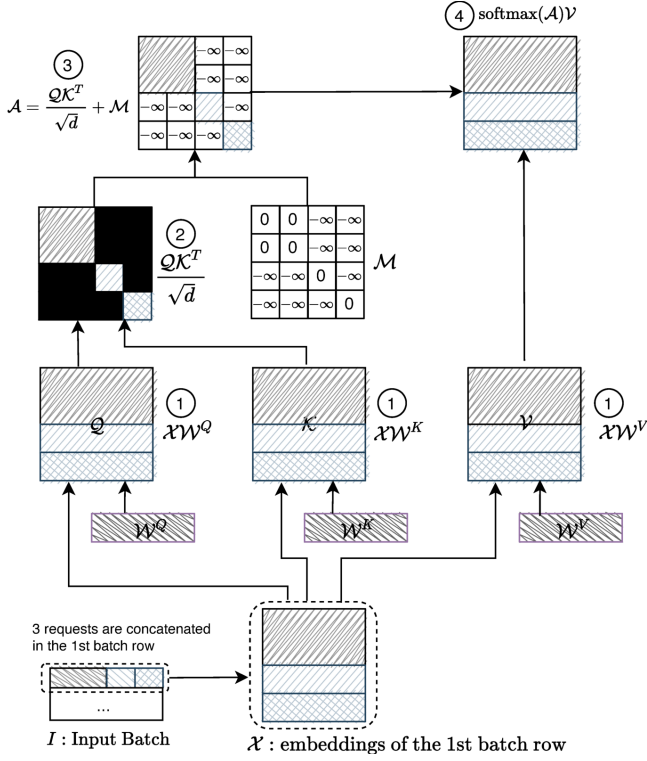 ④ softmax(𝒜)𝒱
③
𝒜 = 𝒬𝒦^T / √d + ℳ
−∞ −∞
−∞ −∞
−∞ −∞ −∞
−∞ −∞ −∞
②
𝒬𝒦^T / √d
0 0 −∞ −∞
0 0 −∞ −∞
−∞ −∞ 0 −∞
−∞ −∞ −∞ 0
ℳ
𝒬
① 𝒳𝒲^Q
𝒦
① 𝒳𝒲^K
𝒱
① 𝒳𝒲^V
𝒲^Q
𝒲^K
𝒲^V
3 requests are concatenated
in the 1st batch row
...
I : Input Batch
𝒳 : embeddings of the 1st batch row